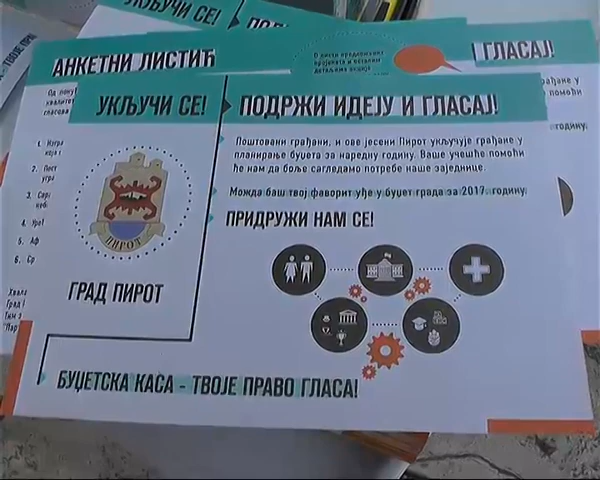 УКЉУЧИ СЕ!
АНКЕТНИ ЛИСТИЋ
ГЛАСАЈ!
УКЉУЧИ СЕ!
ПОДРЖИ ИДЕЈУ И ГЛАСАЈ!
Поштовани грађани, и ове јесени Пирот укључује грађане у
планирање буџета за наредну годину. Ваше учешће помоћи
ће нам да боље сагледамо потребе наше заједнице.
Можда баш твој фаворит уђе у буџет града за 2017. годину.
ПРИДРУЖИ НАМ СЕ!
ПИРОТ
ГРАД ПИРОТ
БУЏЕТСКА КАСА - ТВОЈЕ ПРАВО ГЛАСА!